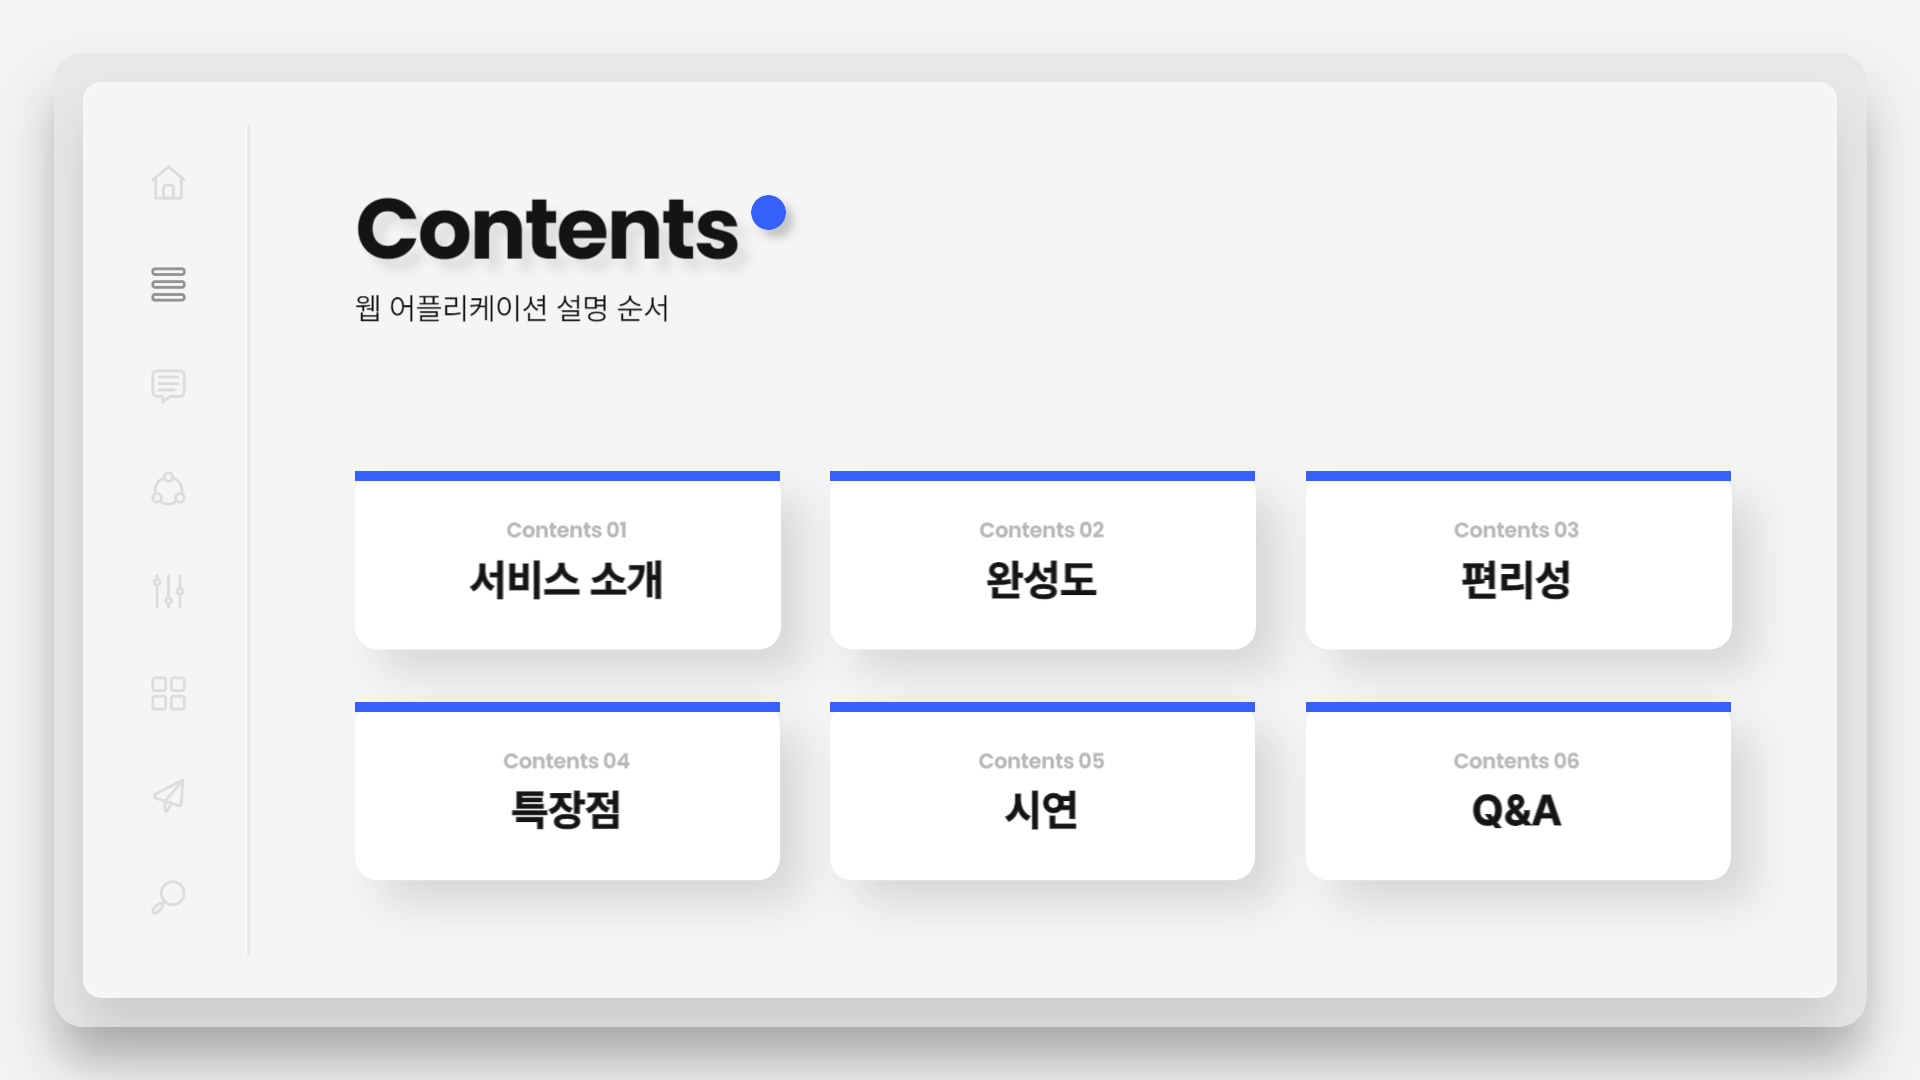 Contents
웹 어플리케이션 설명 순서
Contents 01
서비스 소개
Contents 02
완성도
Contents 03
편리성
Contents 04
특장점
Contents 05
시연
Contents 06
Q&A